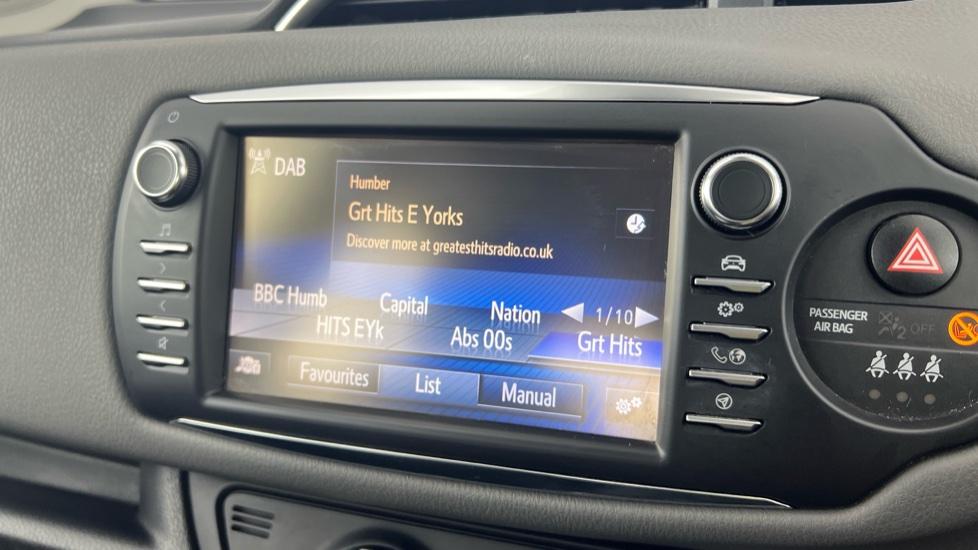 DAB
Humber
Grt Hits E Yorks
Discover more at greatesthitsradio.co.uk
BBC Humb
Capital
Nation
1/10
HITS EYk
Abs 00s
Grt Hits
Favourites
List
Manual
PASSENGER
AIR BAG
2 OFF